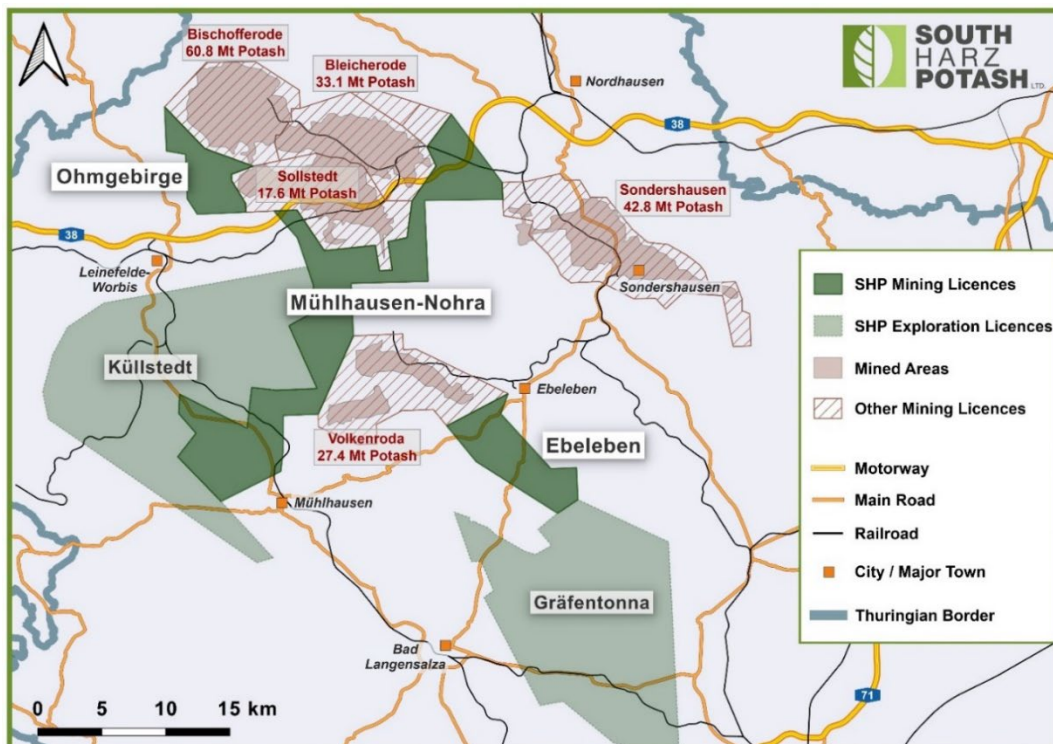 Bischofferode
60.8 Mt Potash
Bleicherode
33.1 Mt Potash
Nordhausen
SOUTH
HARZ
POTASH LTD.
38
Ohmgebirge
Sollstedt
17.6 Mt Potash
Sondershausen
42.8 Mt Potash
38
Leinefelde-
Worbis
Sondershausen
Mühlhausen-Nohra
Küllstedt
Ebeleben
Volkenroda
27.4 Mt Potash
Ebeleben
Mühlhausen
Gräfentonna
Bad
Langensalza
SHP Mining Licences
SHP Exploration Licences
Mined Areas
Other Mining Licences
Motorway
Main Road
Railroad
City / Major Town
Thuringian Border
71
0 5 10 15 km